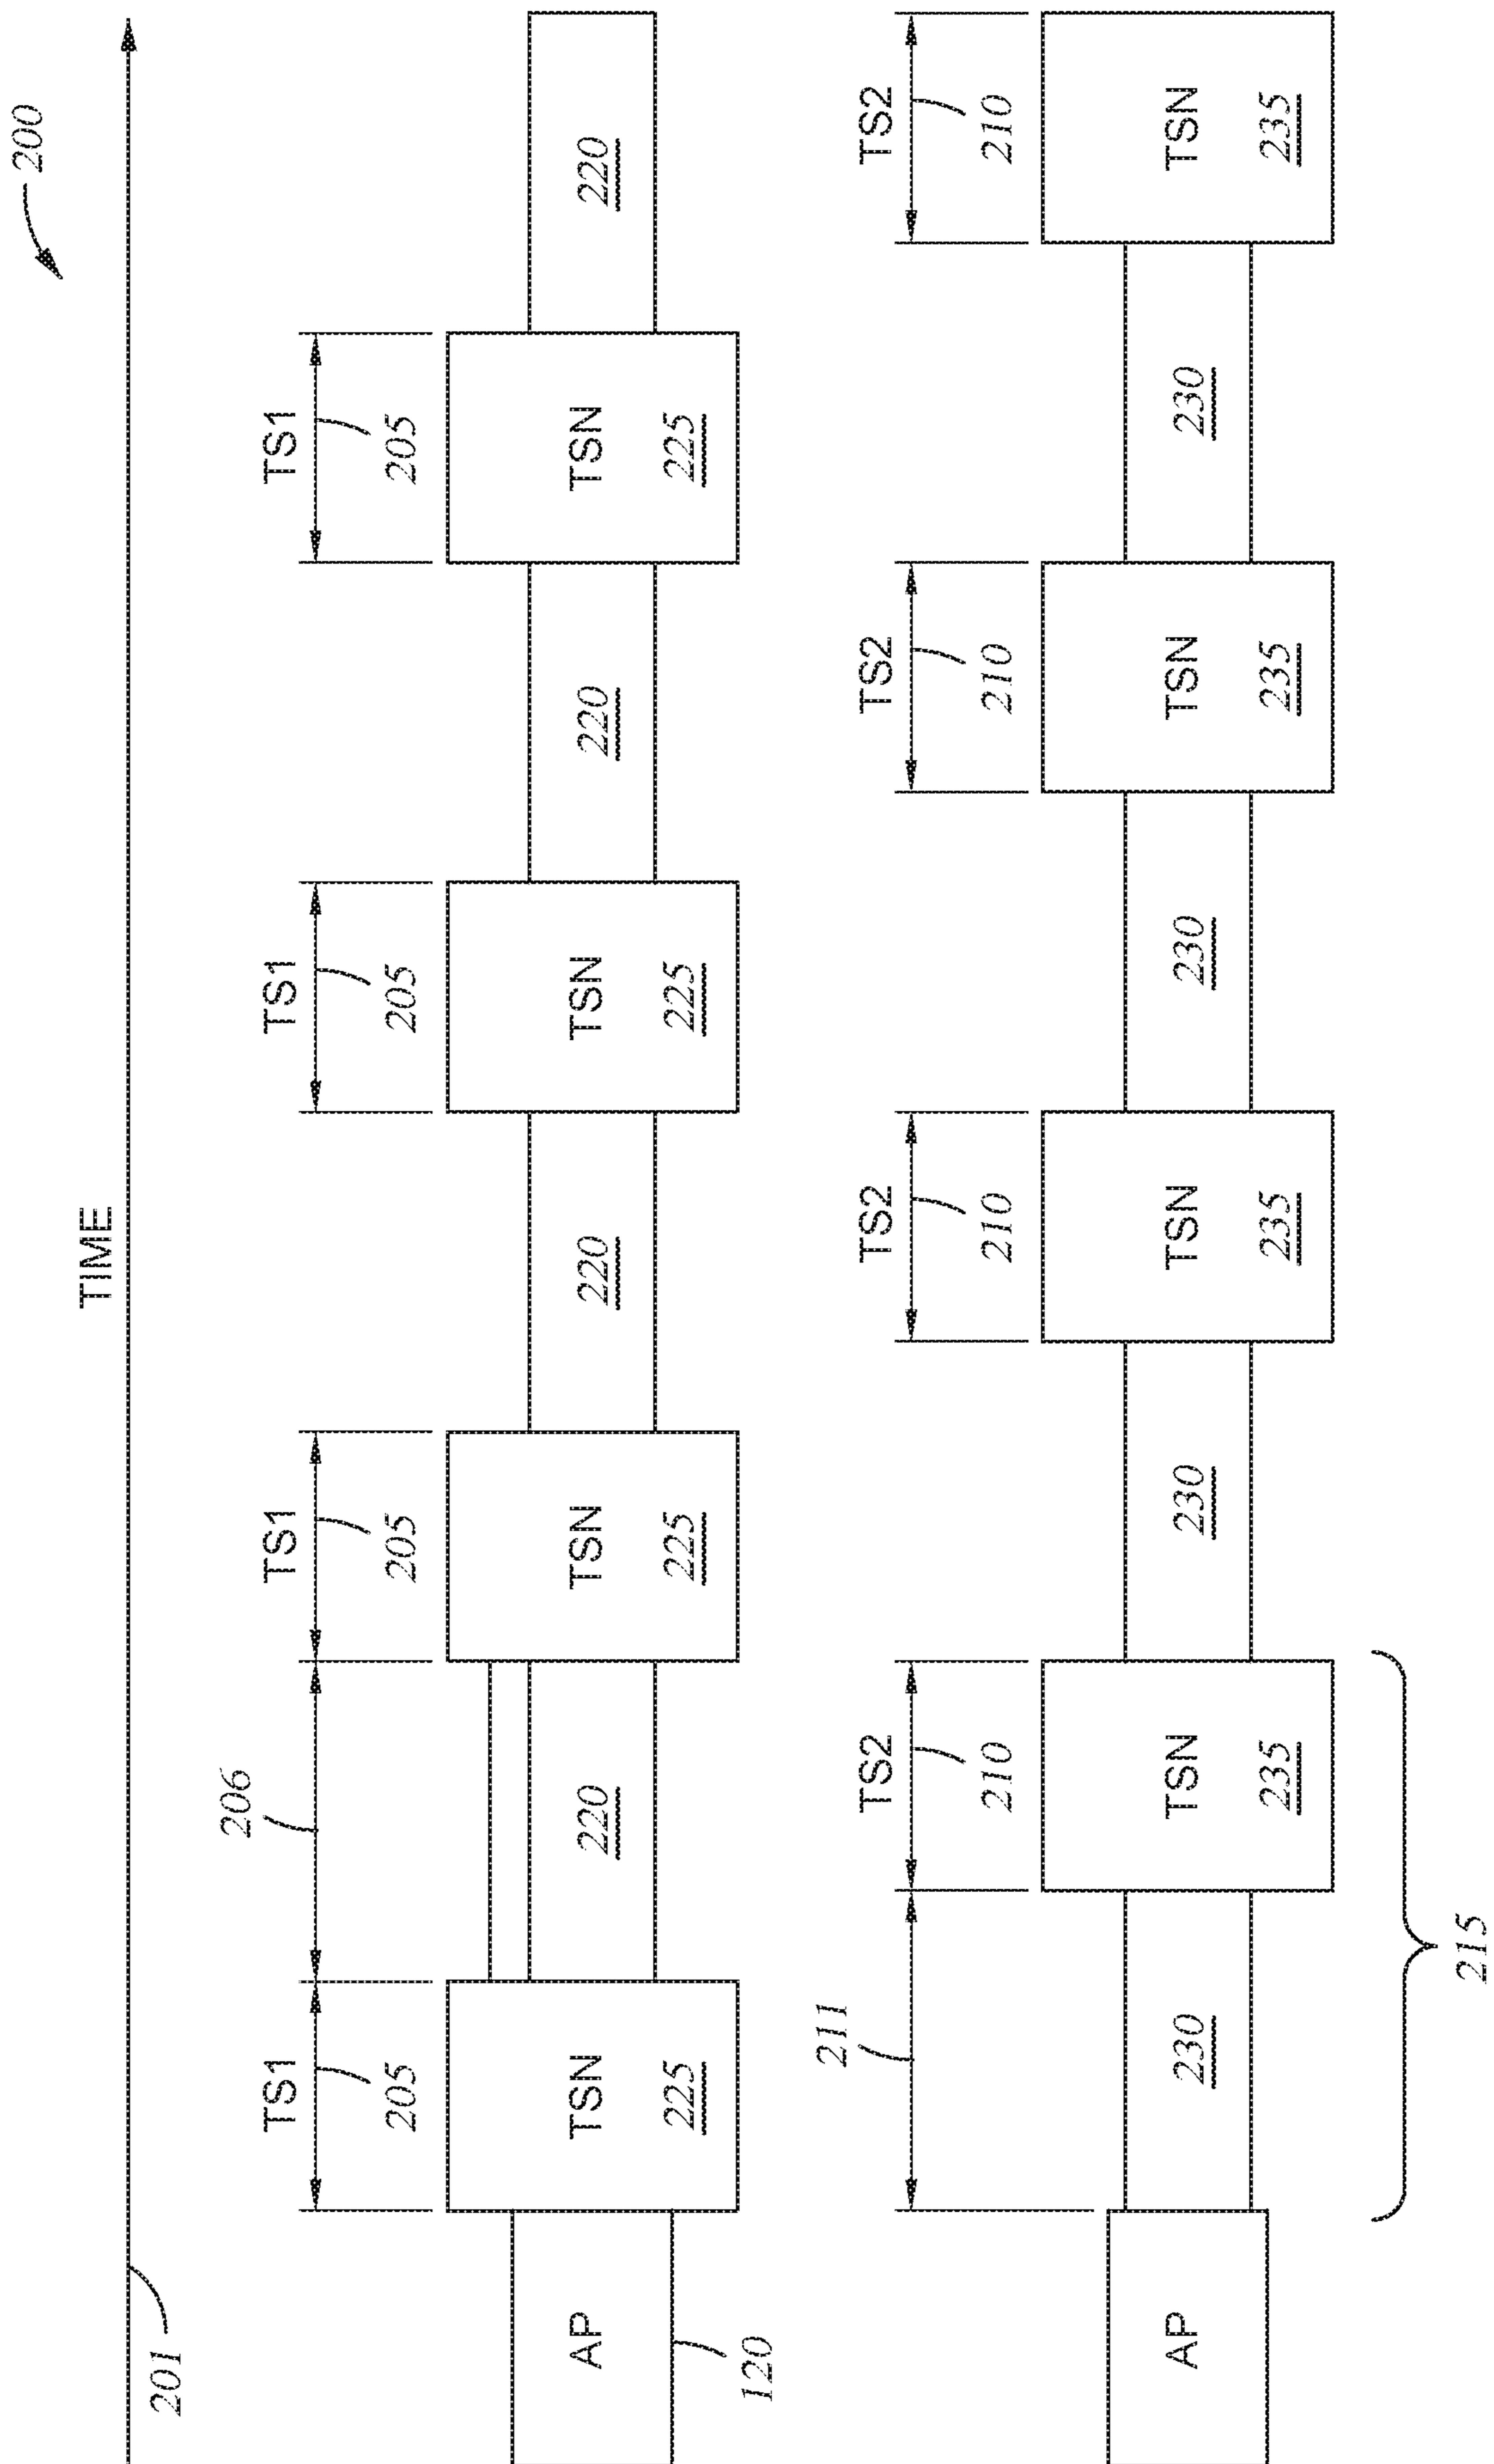 200
TIME
201
206
TS1 TS1 TS1 TS1
205 205 205 205
AP TSN 220 TSN 220 TSN 220 TSN 220
225 225 225 225
120
211
TS2 TS2 TS2 TS2
210 210 210 210
AP 230 TSN 230 TSN 230 TSN 230 TSN
235 235 235 235
215